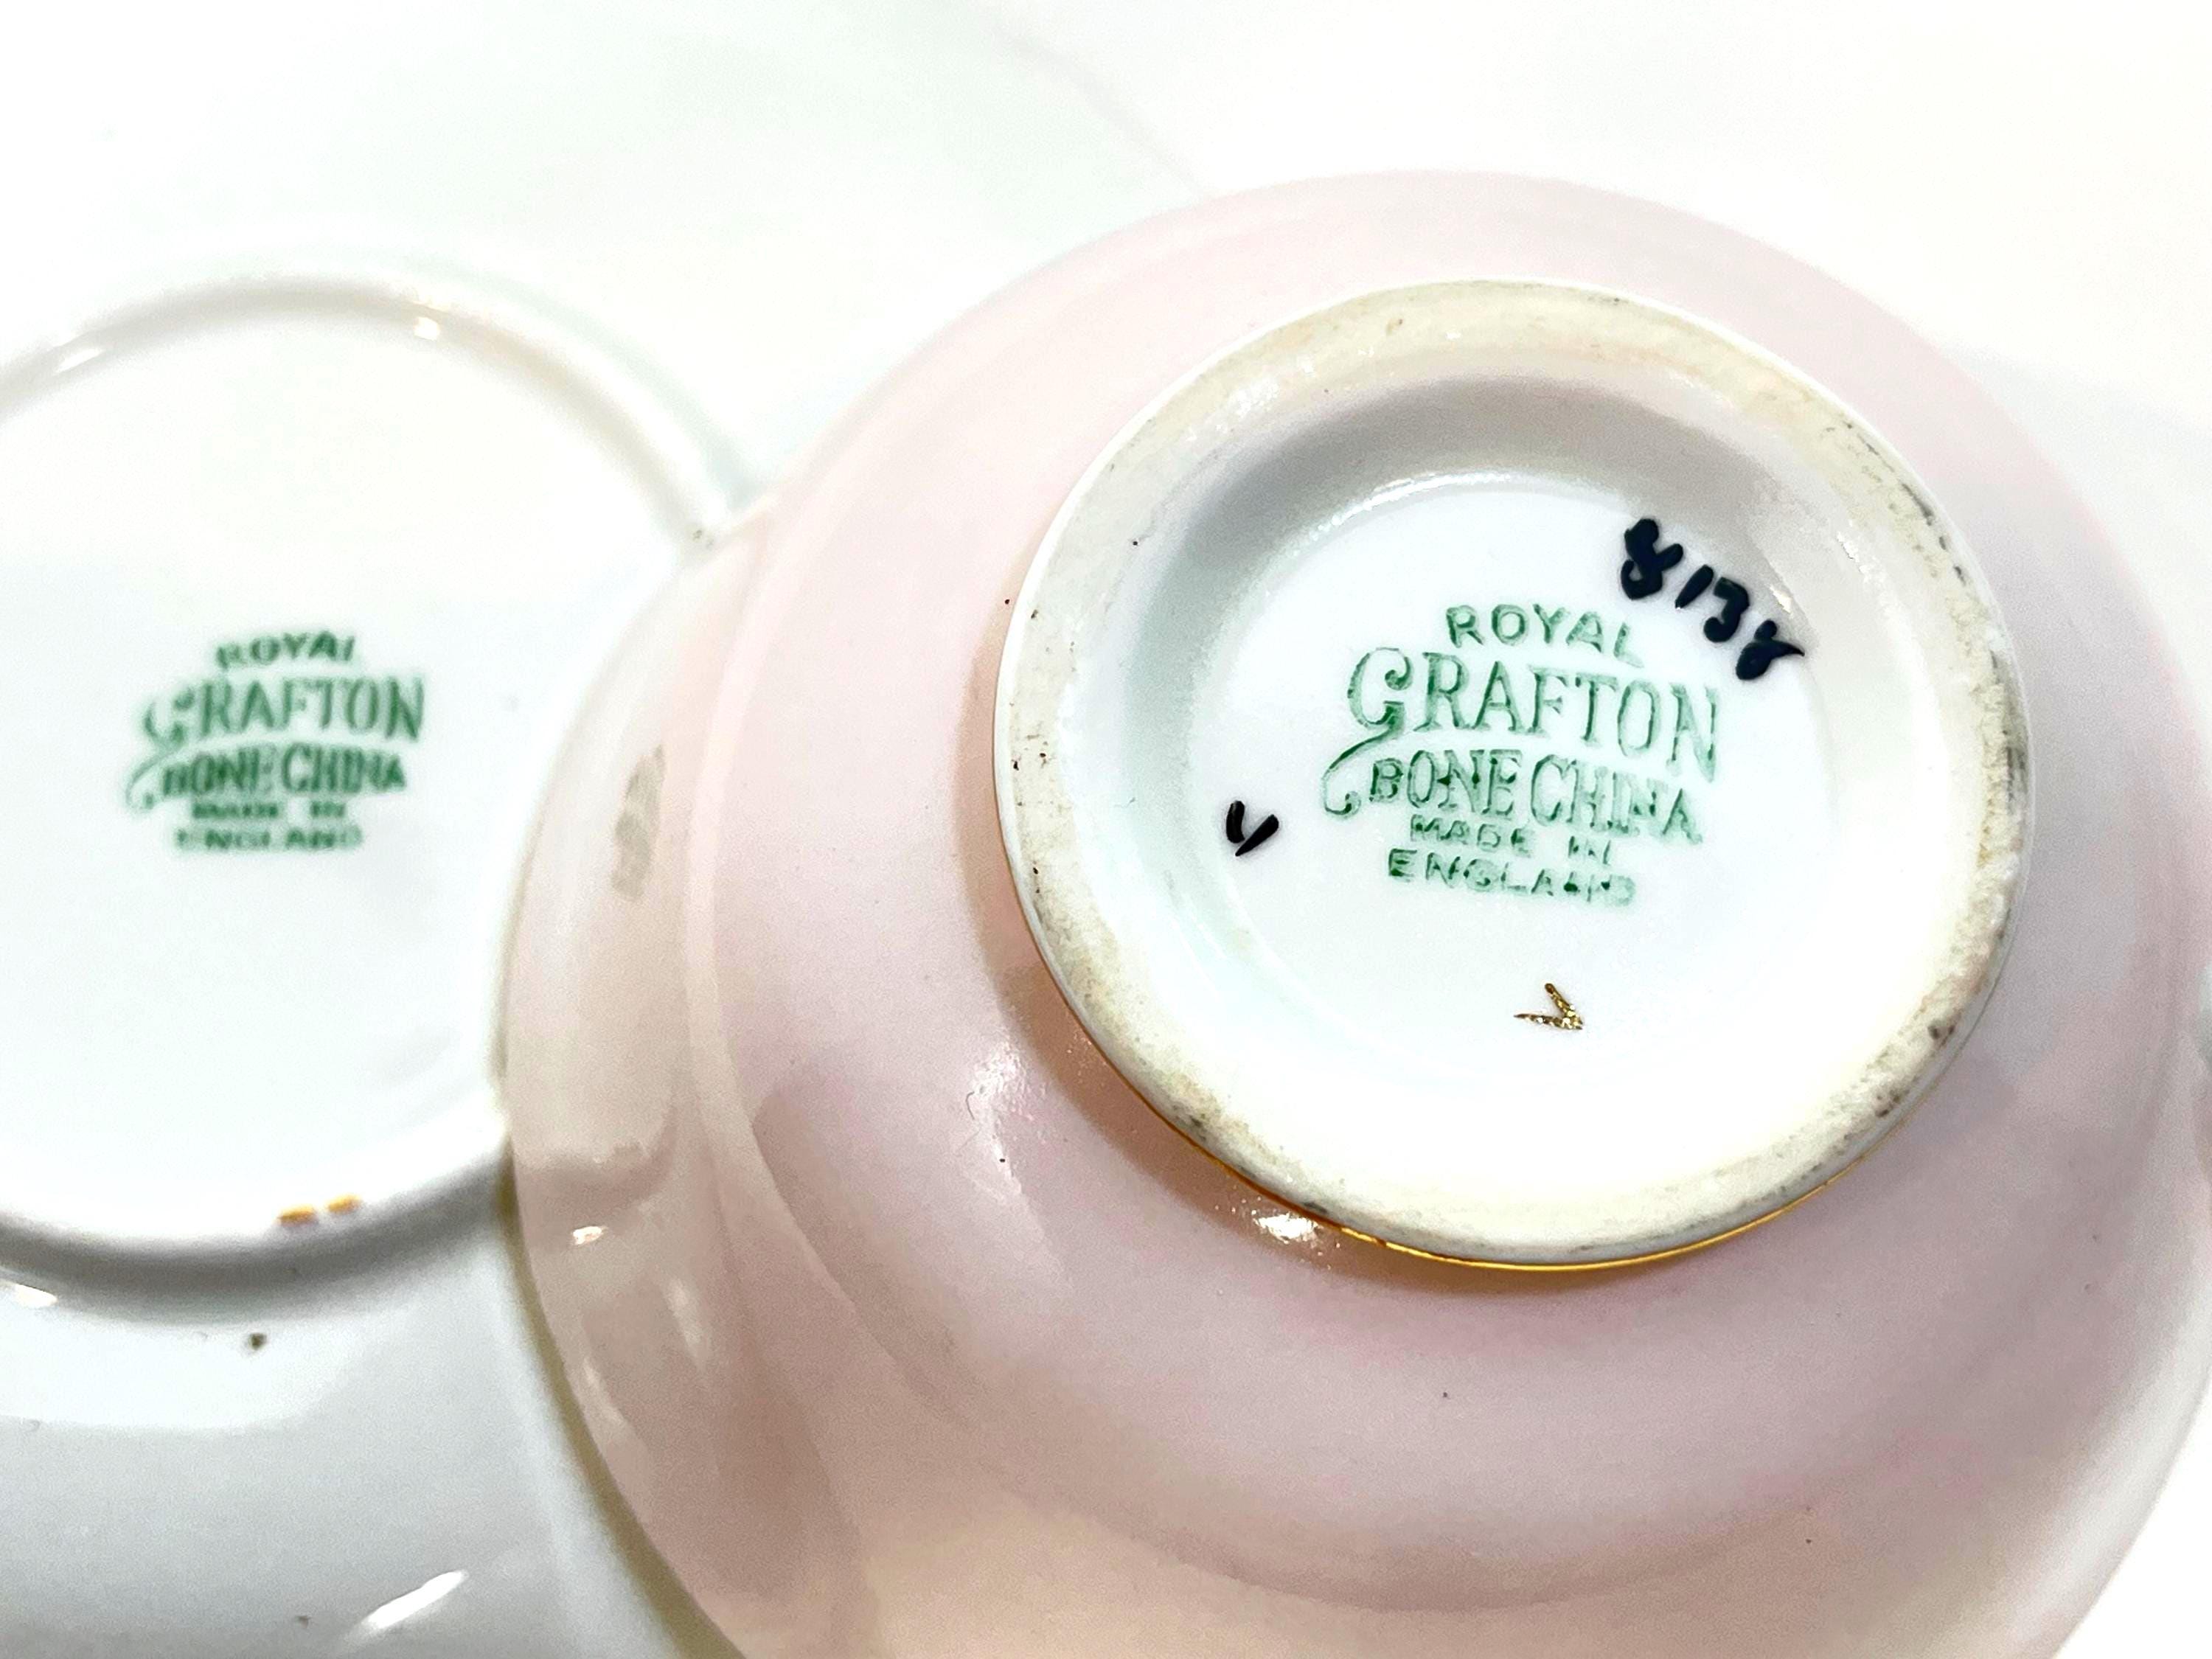 ROYAL
GRAFTON
BONE CHINA
MADE IN
ENGLAND
8138
ROYAL
GRAFTON
BONE CHINA
MADE IN
ENGLAND